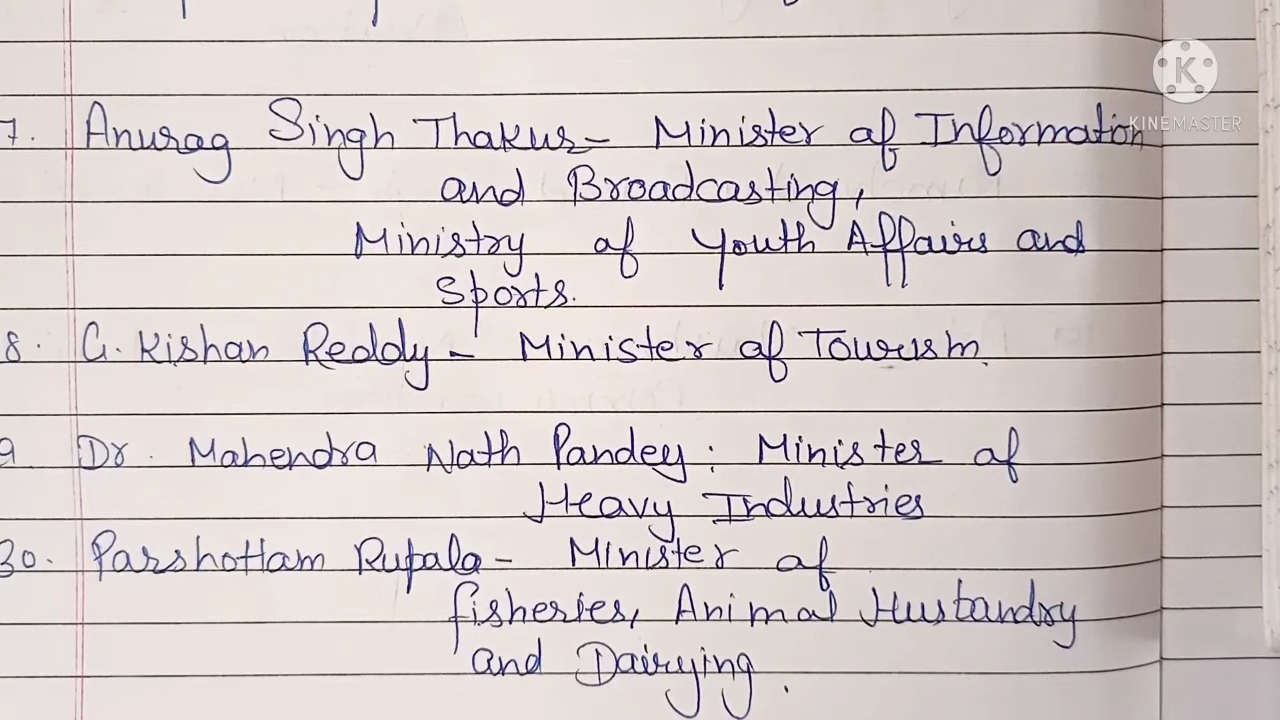 7. Anurag Singh Thakur- Minister of Information
and Broadcasting,
Ministry of Youth Affairs and
Sports.
8. G. Kishan Reddy- Minister of Tourism.
9 Dr. Mahendra Nath Pandey: Minister of
Heavy Industries
30. Parshottam Rupala- Minister of
fisheries, Animal Husbandry
and Dairying.
K
KINEMASTER